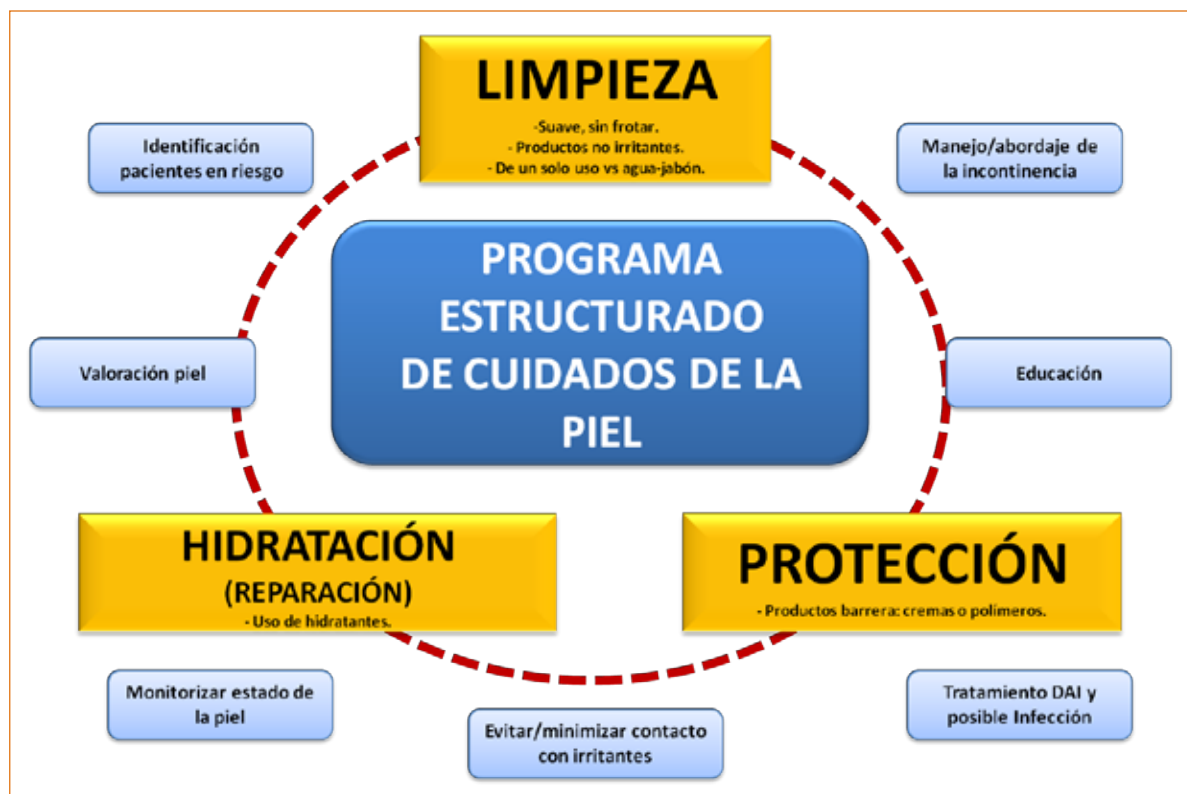 LIMPIEZA
-Suave, sin frotar.
- Productos no irritantes.
- De un solo uso vs agua-jabón.
Identificación
pacientes en riesgo
Manejo/abordaje de
la incontinencia
PROGRAMA
ESTRUCTURADO
DE CUIDADOS DE LA
PIEL
Valoración piel
Educación
HIDRATACIÓN
(REPARACIÓN)
- Uso de hidratantes.
PROTECCIÓN
- Productos barrera: cremas o polímeros.
Monitorizar estado de
la piel
Evitar/minimizar contacto
con irritantes
Tratamiento DAI y
posible Infección